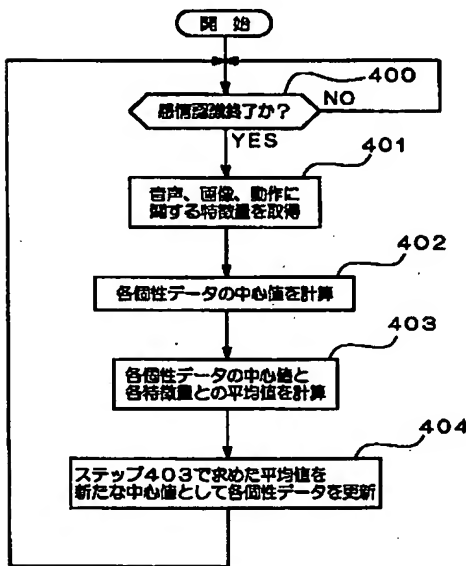 開始
400
感情認識終了か?
NO
YES
401
音声、画像、動作に
関する特徴量を取得
402
各個性データの中心値を計算
403
各個性データの中心値と
各特徴量との平均値を計算
404
ステップ403で求めた平均値を
新たな中心値として各個性データを更新